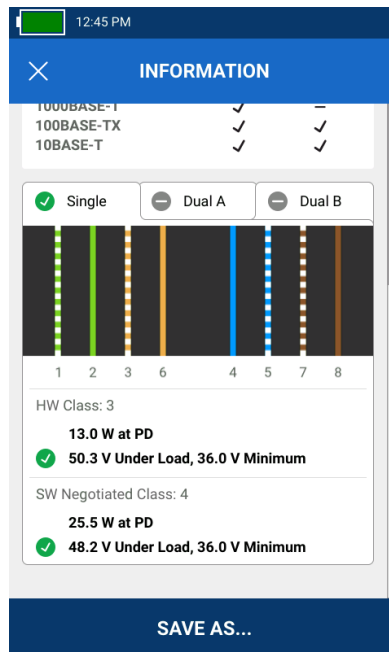 12:45 PM
INFORMATION
1000BASE-T
100BASE-TX
10BASE-T
Single Dual A Dual B
1 2 3 6 4 5 7 8
HW Class: 3
13.0 W at PD
50.3 V Under Load, 36.0 V Minimum
SW Negotiated Class: 4
25.5 W at PD
48.2 V Under Load, 36.0 V Minimum
SAVE AS...